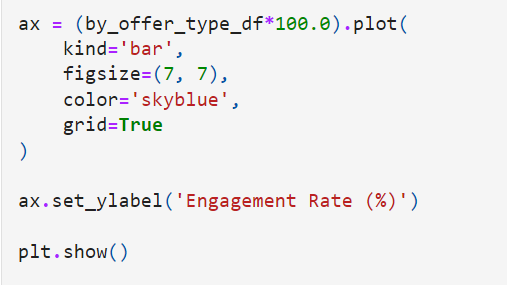 ax = (by_offer_type_df*100.0).plot(
    kind='bar',
    figsize=(7, 7),
    color='skyblue',
    grid=True
)
ax.set_ylabel('Engagement Rate (%)')
plt.show()